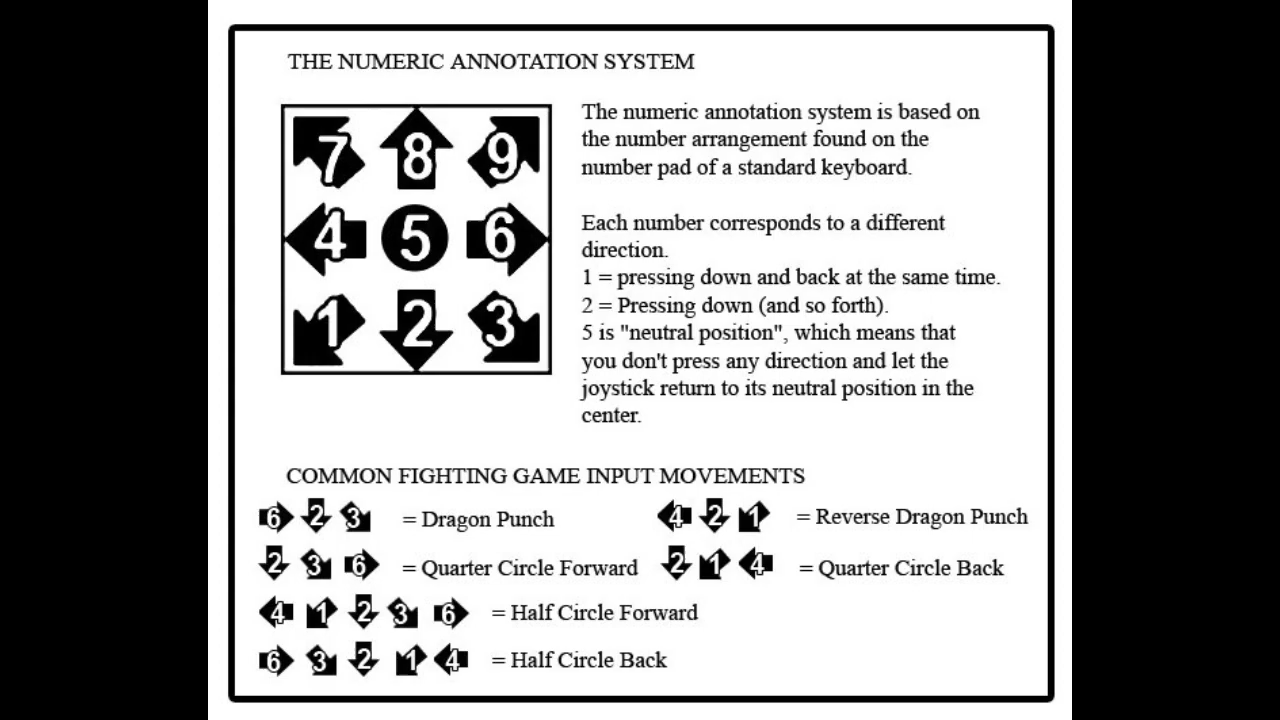 THE NUMERIC ANNOTATION SYSTEM
7 8 9
4 5 6
1 2 3
The numeric annotation system is based on
the number arrangement found on the
number pad of a standard keyboard.
Each number corresponds to a different
direction.
1 = pressing down and back at the same time.
2 = Pressing down (and so forth).
5 is "neutral position", which means that
you don't press any direction and let the
joystick return to its neutral position in the
center.
COMMON FIGHTING GAME INPUT MOVEMENTS
6 2 3 = Dragon Punch
4 2 1 = Reverse Dragon Punch
2 3 6 = Quarter Circle Forward
2 1 4 = Quarter Circle Back
4 1 2 3 6 = Half Circle Forward
6 3 2 1 4 = Half Circle Back